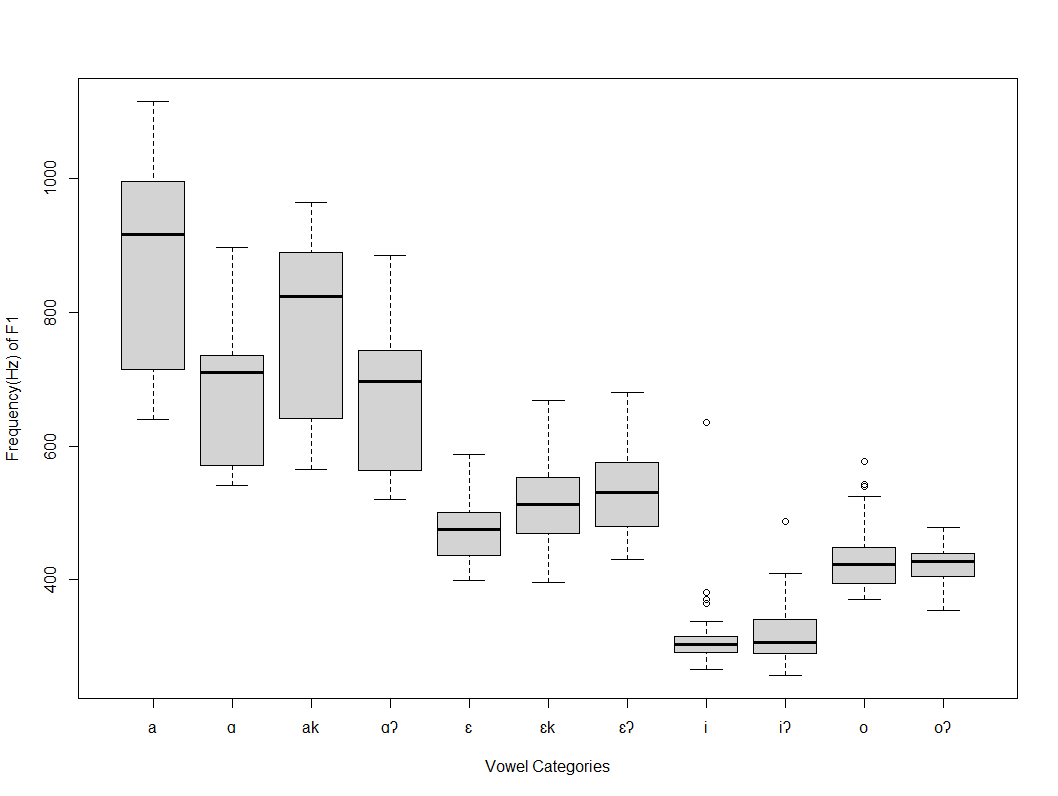 1000
800
600
400
Frequency(Hz) of F1
a ɑ ak ɑʔ ɛ ɛk ɛʔ i iʔ o oʔ
Vowel Categories